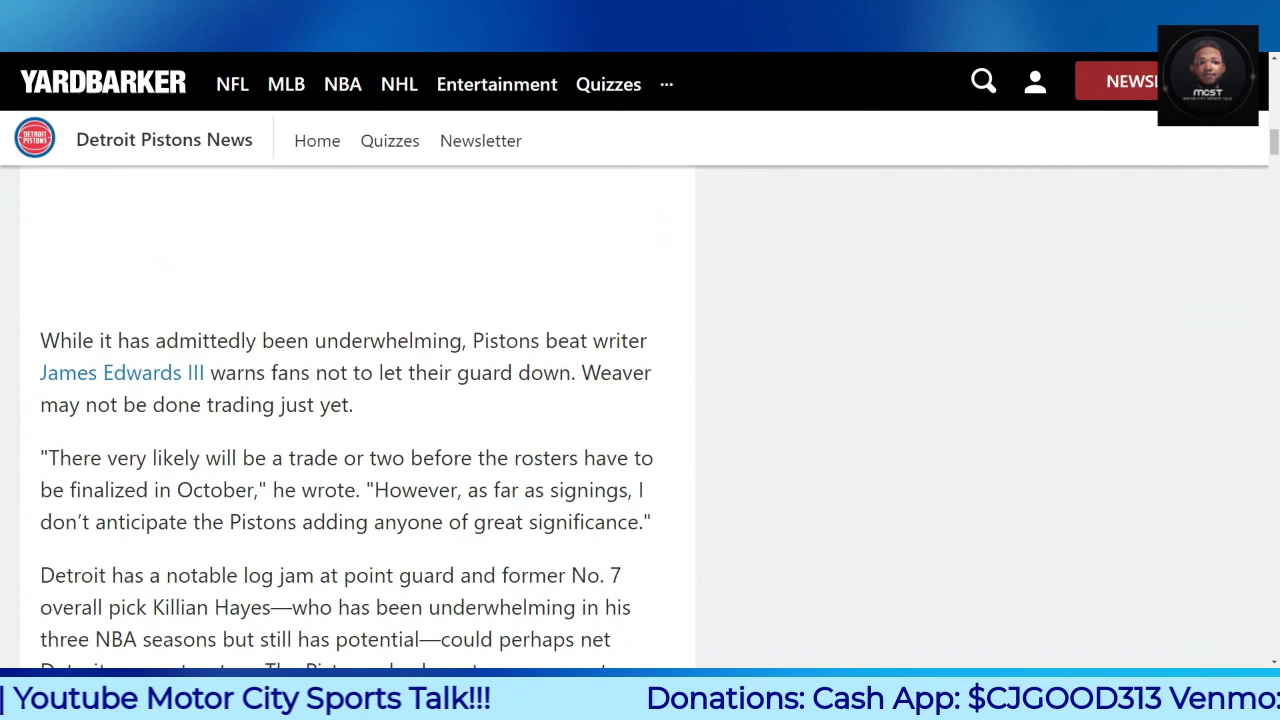 YARDBARKER NFL MLB NBA NHL Entertainment Quizzes ...
MCST
MOTOR CITY SPORTS TALK
DETROIT PISTONS
Detroit Pistons News Home Quizzes Newsletter
While it has admittedly been underwhelming, Pistons beat writer
James Edwards III warns fans not to let their guard down. Weaver
may not be done trading just yet.
"There very likely will be a trade or two before the rosters have to
be finalized in October," he wrote. "However, as far as signings, I
don’t anticipate the Pistons adding anyone of great significance."
Detroit has a notable log jam at point guard and former No. 7
overall pick Killian Hayes—who has been underwhelming in his
three NBA seasons but still has potential—could perhaps net
| Youtube Motor City Sports Talk!!! Donations: Cash App: $CJGOOD313 Venmo: